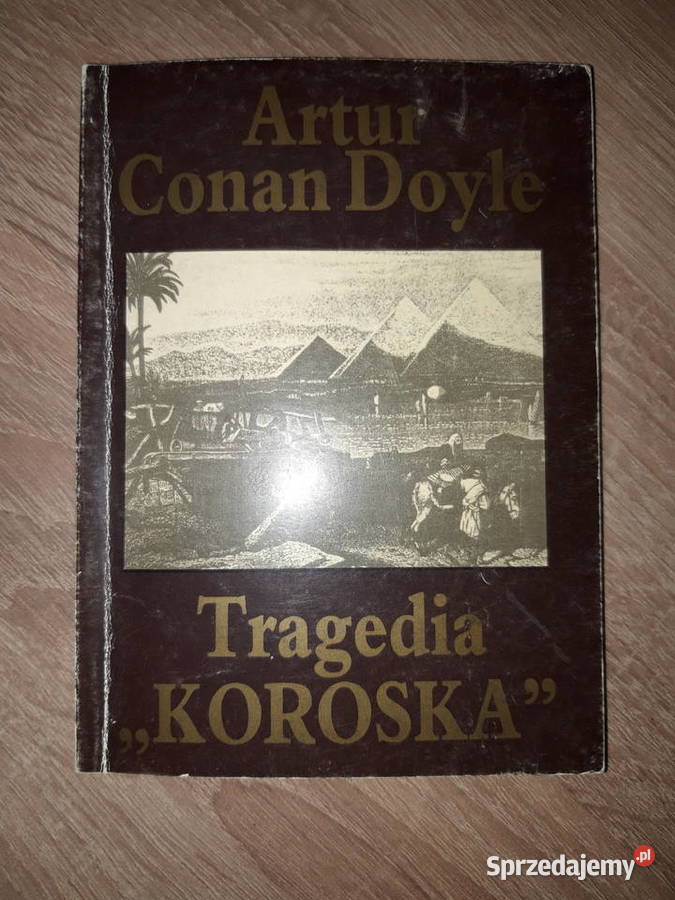 Artur
Conan Doyle
Tragedia
„KOROSKA”
Sprzedajemy.pl